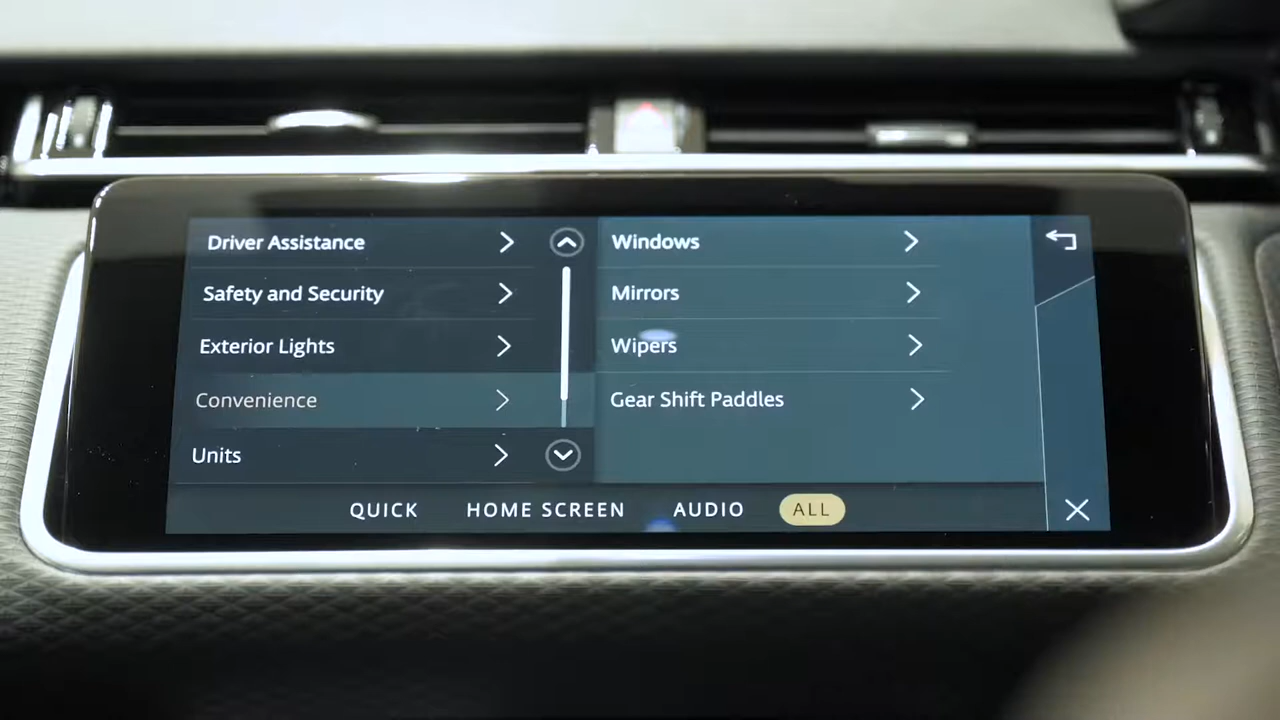 Driver Assistance
Safety and Security
Exterior Lights
Convenience
Units
Windows
Mirrors
Wipers
Gear Shift Paddles
QUICK HOME SCREEN AUDIO ALL